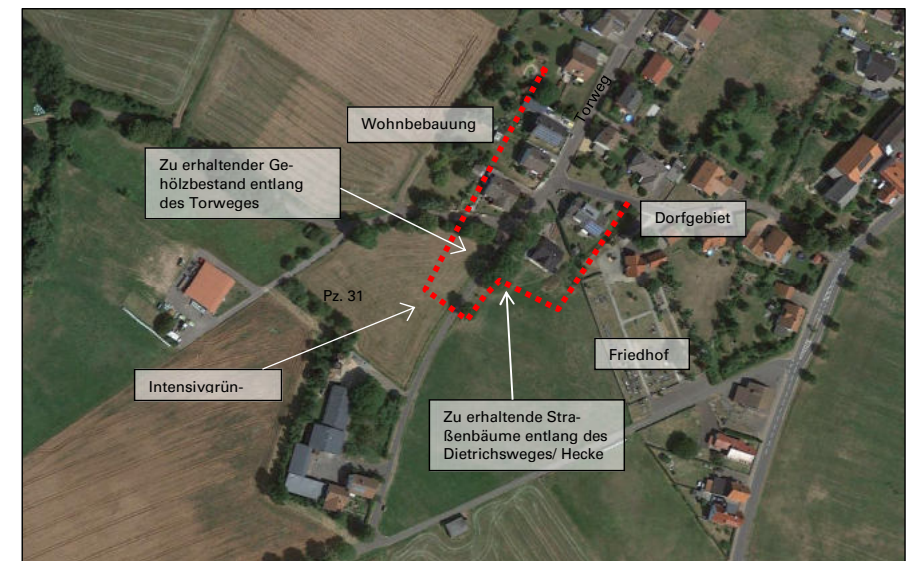 Torweg
Wohnbebauung
Zu erhaltender Ge-
hölzbestand entlang
des Torweges
Dorfgebiet
Pz. 31
Friedhof
Intensivgrün-
Zu erhaltende Stra-
ßenbäume entlang des
Dietrichsweges/ Hecke